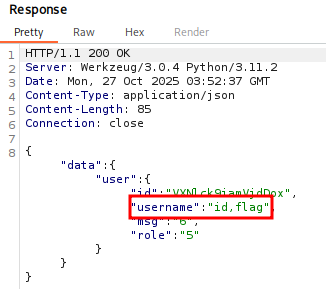 Response
Pretty Raw Hex Render
1 HTTP/1.1 200 OK
2 Server: Werkzeug/3.0.4 Python/3.11.2
3 Date: Mon, 27 Oct 2025 03:52:37 GMT
4 Content-Type: application/json
5 Content-Length: 85
6 Connection: close
7
8 {
"data":{
"user":{
"id":"VXNlck9iamVjdDox",
"username":"id,flag",
"msg":"6",
"role":"5"
}
}
}